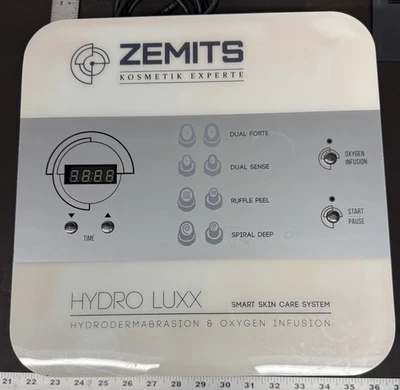 ZEMITS
KOSMETIK EXPERTE
DUAL FORTE
DUAL SENSE
OXYGEN
INFUSION
RUFFLE PEEL
START
PAUSE
SPIRAL DEEP
TIME
HYDRO LUXX SMART SKIN CARE SYSTEM
HYDRODERMABRASION & OXYGEN INFUSION
21 22 23 24 25 26 27 28 29 30 31 32 33 34 35 36